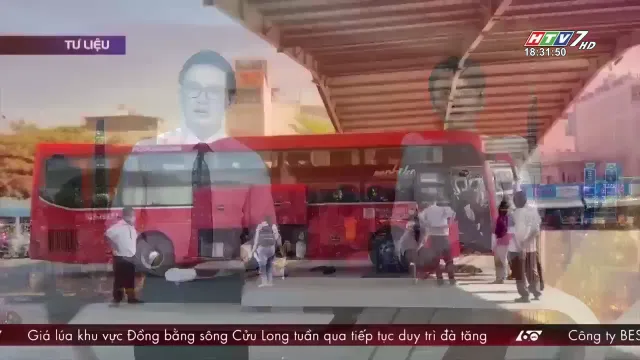 TƯ LIỆU
HTV7 HD
18:31:50
Giá lúa khu vực Đồng bằng sông Cửu Long tuần qua tiếp tục duy trì đà tăng
60 Công ty BES